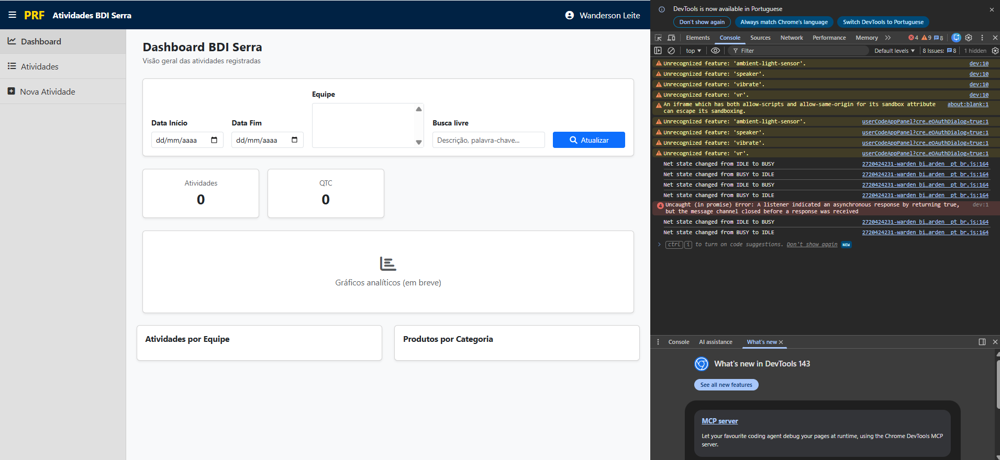 PRF Atividades BDI Serra
Wanderson Leite
Dashboard
Atividades
Nova Atividade
Dashboard BDI Serra
Visão geral das atividades registradas
Data Início
dd/mm/aaaa
Data Fim
dd/mm/aaaa
Equipe
Busca livre
Descrição, palavra-chave...
Atualizar
Atividades
0
QTC
0
Gráficos analíticos (em breve)
Atividades por Equipe
Produtos por Categoria
DevTools is now available in Portuguese
Don't show again Always match Chrome's language Switch DevTools to Portuguese
Elements Console Sources Network Performance Memory 4 9 8
top Filter Default levels 8 Issues: 8 1 hidden
Unrecognized feature: 'ambient-light-sensor'. dev:10
Unrecognized feature: 'speaker'. dev:10
Unrecognized feature: 'vibrate'. dev:10
Unrecognized feature: 'vr'. dev:10
An iframe which has both allow-scripts and allow-same-origin for its sandbox attribute about:blank:1
can escape its sandboxing.
Unrecognized feature: 'ambient-light-sensor'. userCodeAppPanel?cre…eOAuthDialog=true:1
Unrecognized feature: 'speaker'. userCodeAppPanel?cre…eOAuthDialog=true:1
Unrecognized feature: 'vibrate'. userCodeAppPanel?cre…eOAuthDialog=true:1
Unrecognized feature: 'vr'. userCodeAppPanel?cre…eOAuthDialog=true:1
Net state changed from IDLE to BUSY 2720424231-warden_bi…arden__pt_br.js:164
Net state changed from BUSY to IDLE 2720424231-warden_bi…arden__pt_br.js:164
Net state changed from IDLE to BUSY 2720424231-warden_bi…arden__pt_br.js:164
Net state changed from BUSY to IDLE 2720424231-warden_bi…arden__pt_br.js:164
4 Uncaught (in promise) Error: A listener indicated an asynchronous response by returning true, dev:1
but the message channel closed before a response was received
Net state changed from IDLE to BUSY 2720424231-warden_bi…arden__pt_br.js:164
Net state changed from BUSY to IDLE 2720424231-warden_bi…arden__pt_br.js:164
ctrl i to turn on code suggestions. Don't show again NEW
Console AI assistance What's new
What's new in DevTools 143
See all new features
MCP server
Let your favourite coding agent debug your pages at runtime, using the Chrome DevTools MCP
server.